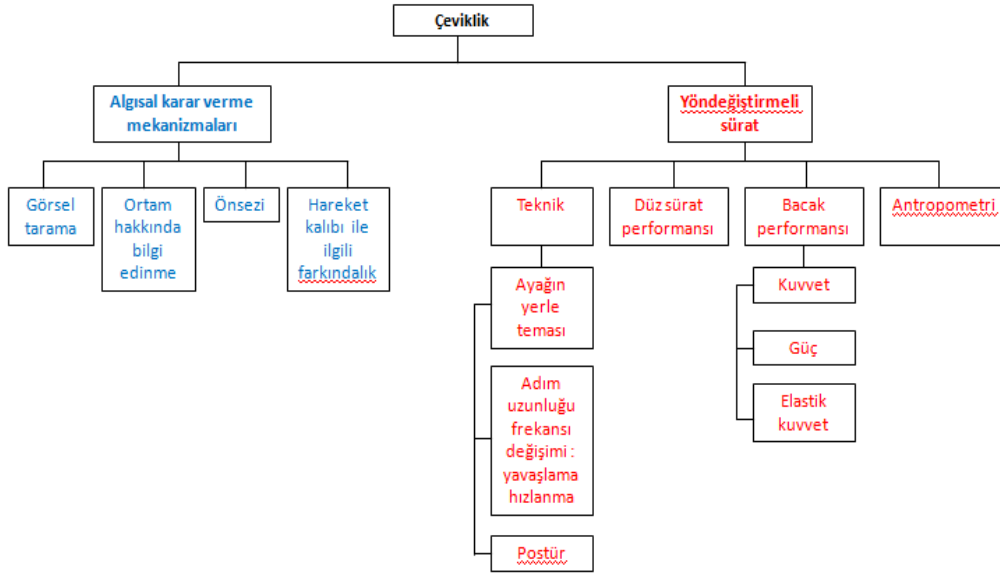 Çeviklik
Algısal karar verme
mekanizmaları
Yöndeğiştirmeli
sürat
Görsel
tarama
Ortam
hakkında
bilgi
edinme
Önsezi
Hareket
kalıbı ile
ilgili
farkındalık
Teknik
Düz sürat
performansı
Bacak
performansı
Antropometri
Ayağın
yerle
teması
Adım
uzunluğu
frekansı
değişimi :
yavaşlama
hızlanma
Postür
Kuvvet
Güç
Elastik
kuvvet